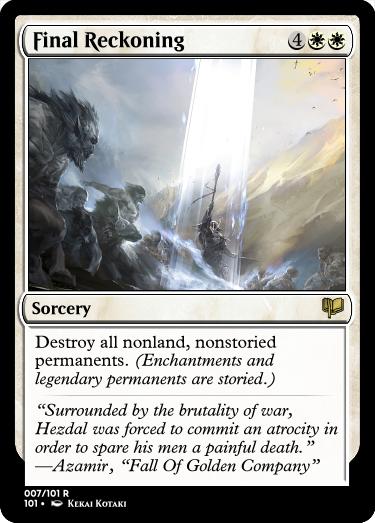 Final Reckoning 4
Sorcery
Destroy all nonland, nonstoried
permanents. (Enchantments and
legendary permanents are storied.)
“Surrounded by the brutality of war,
Hezdal was forced to commit an atrocity in
order to spare his men a painful death.”
—Azamir, “Fall Of Golden Company”
007/101 R
101 • Kekai Kotaki